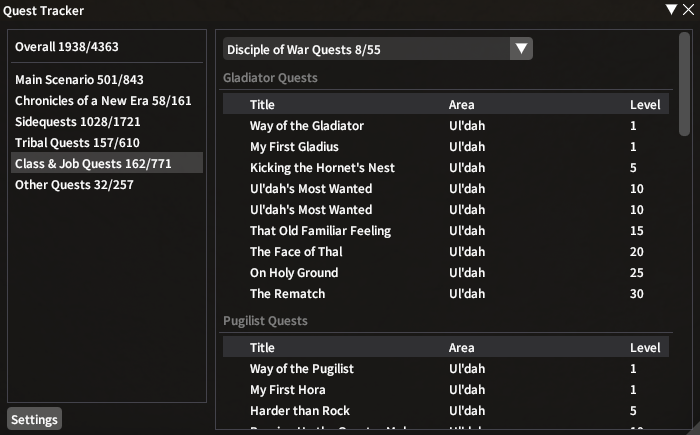 Quest Tracker
Overall 1938/4363
Main Scenario 501/843
Chronicles of a New Era 58/161
Sidequests 1028/1721
Tribal Quests 157/610
Class & Job Quests 162/771
Other Quests 32/257
Settings
Disciple of War Quests 8/55
Gladiator Quests
Title Area Level
Way of the Gladiator Ul'dah 1
My First Gladius Ul'dah 1
Kicking the Hornet's Nest Ul'dah 5
Ul'dah's Most Wanted Ul'dah 10
Ul'dah's Most Wanted Ul'dah 10
That Old Familiar Feeling Ul'dah 15
The Face of Thal Ul'dah 20
On Holy Ground Ul'dah 25
The Rematch Ul'dah 30
Pugilist Quests
Title Area Level
Way of the Pugilist Ul'dah 1
My First Hora Ul'dah 1
Harder than Rock Ul'dah 5